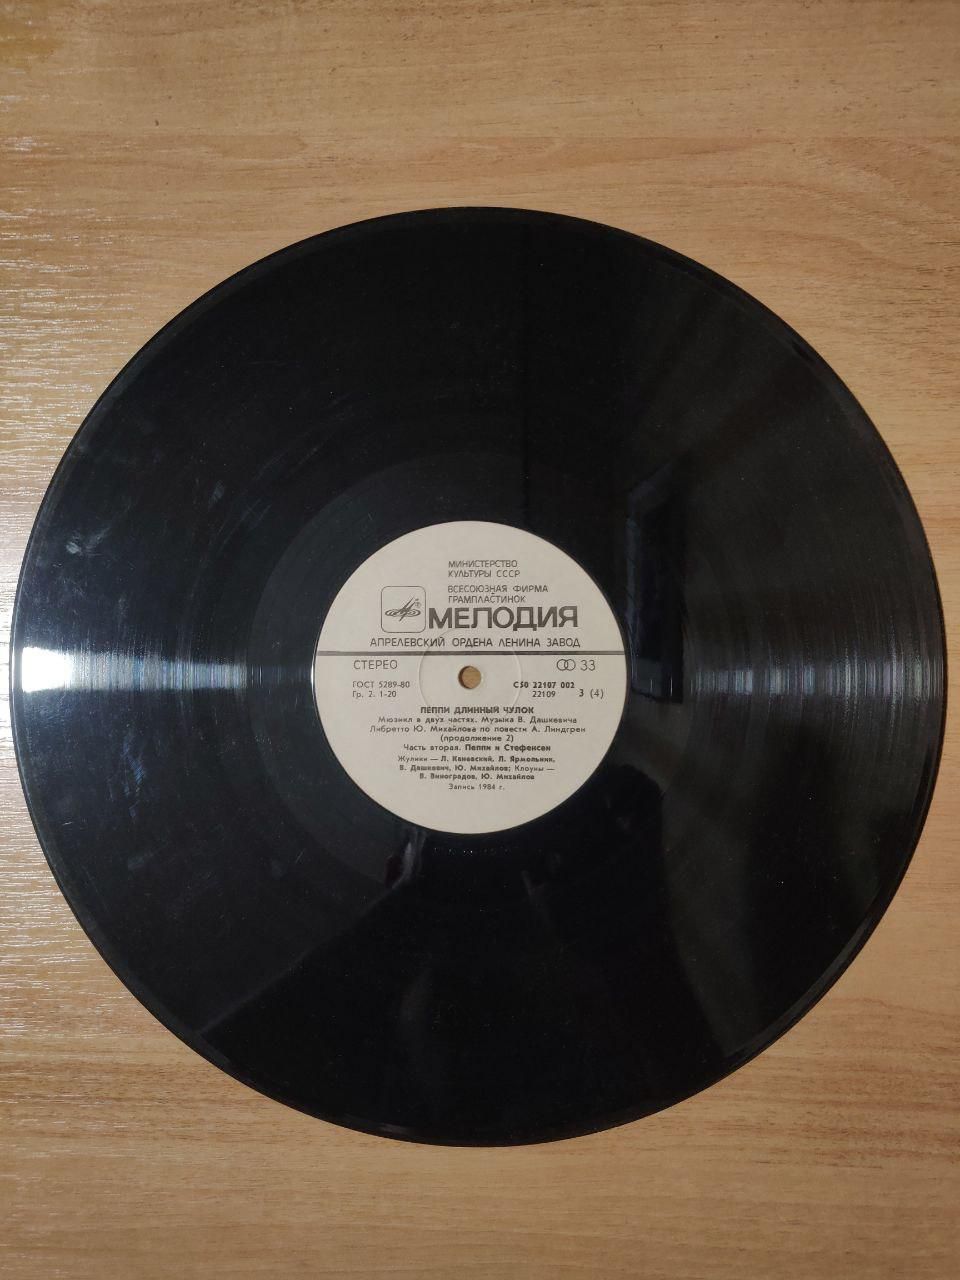 МИНИСТЕРСТВО
КУЛЬТУРЫ СССР
ВСЕСОЮЗНАЯ ФИРМА
ГРАМПЛАСТИНОК
МЕЛОДИЯ
АПРЕЛЕВСКИЙ ОРДЕНА ЛЕНИНА ЗАВОД
СТЕРЕО 33
ГОСТ 5289-80 С50 22107 002
Гр. 2. 1-20 22109 3 (4)
ПЕППИ ДЛИННЫЙ ЧУЛОК
Мюзикл в двух частях. Музыка В. Дашкевича
Либретто Ю. Михайлова по повести А. Линдгрен
(продолжение 2)
Часть вторая. Пеппи и Стефенсен
Жулики — Л. Каневский, Л. Ярмольник,
В. Дашкевич, Ю. Михайлов; Клоуны —
В. Виноградов, Ю. Михайлов
Запись 1984 г.